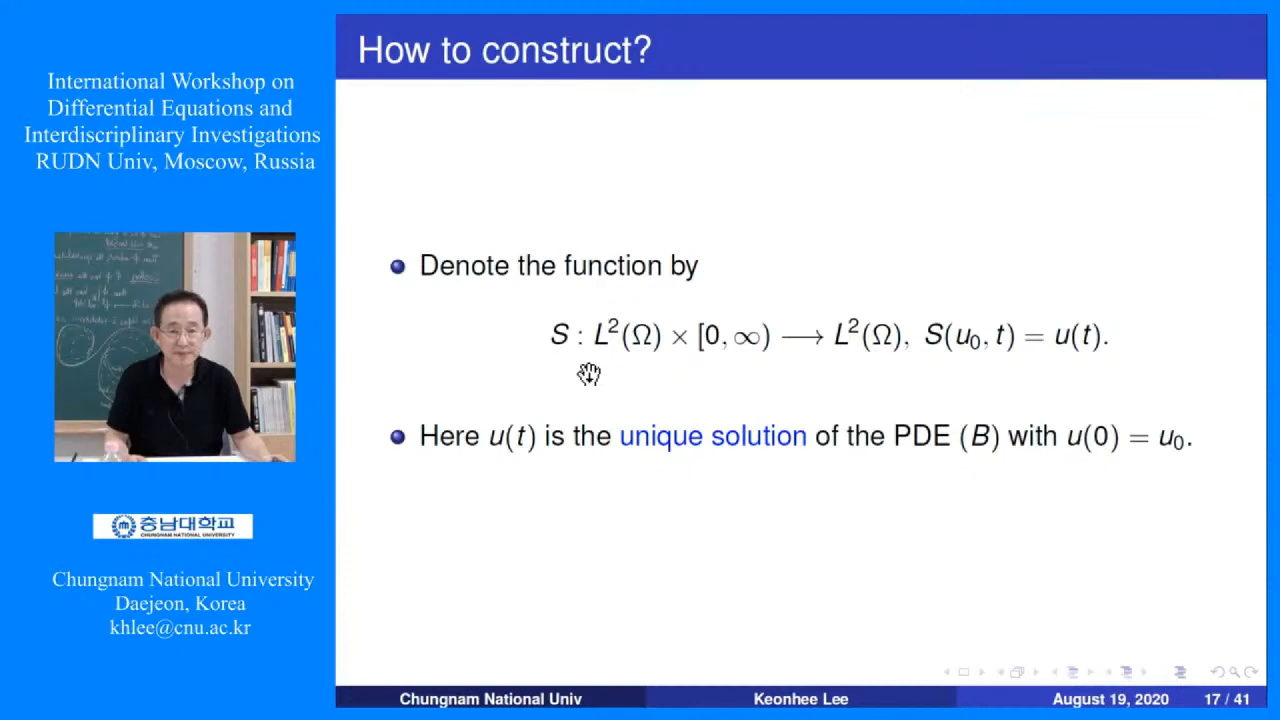 International Workshop on
Differential Equations and
Interdisciplinary Investigations
RUDN Univ, Moscow, Russia
충남대학교
CHUNGNAM NATIONAL UNIVERSITY
Chungnam National University
Daejeon, Korea
khlee@cnu.ac.kr
How to construct?
Denote the function by
S : L²(Ω) × [0, ∞) ⟶ L²(Ω), S(u₀, t) = u(t).
Here u(t) is the unique solution of the PDE (B) with u(0) = u₀.
Chungnam National Univ Keonhee Lee August 19, 2020 17 / 41